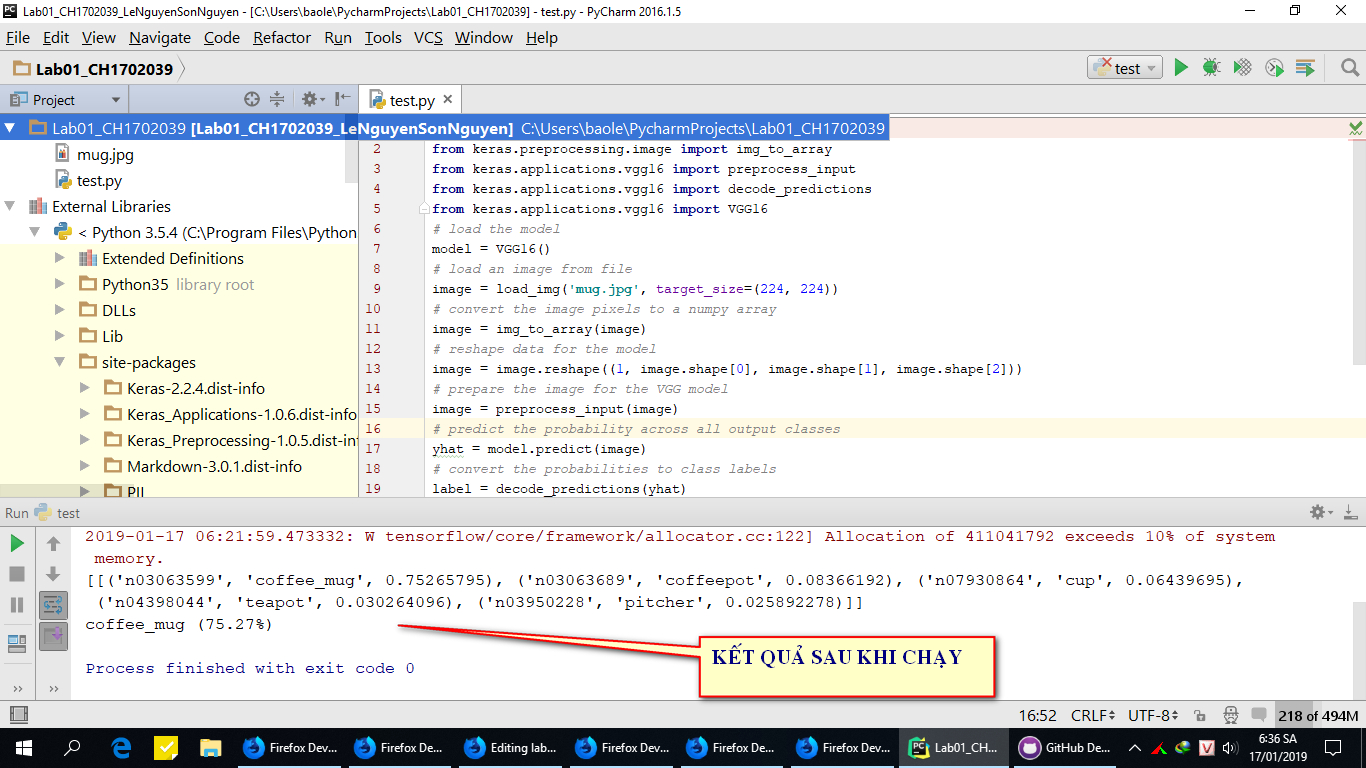 Lab01_CH1702039_LeNguyenSonNguyen - [C:\Users\baole\PycharmProjects\Lab01_CH1702039] - test.py - PyCharm 2016.1.5
File Edit View Navigate Code Refactor Run Tools VCS Window Help
Lab01_CH1702039
test
Project
test.py
Lab01_CH1702039 [Lab01_CH1702039_LeNguyenSonNguyen] C:\Users\baole\PycharmProjects\Lab01_CH1702039
mug.jpg
test.py
External Libraries
< Python 3.5.4 (C:\Program Files\Python
Extended Definitions
Python35 library root
DLLs
Lib
site-packages
Keras-2.2.4.dist-info
Keras_Applications-1.0.6.dist-info
Keras_Preprocessing-1.0.5.dist-in
Markdown-3.0.1.dist-info
PIL
2 from keras.preprocessing.image import img_to_array
3 from keras.applications.vgg16 import preprocess_input
4 from keras.applications.vgg16 import decode_predictions
5 from keras.applications.vgg16 import VGG16
6 # load the model
7 model = VGG16()
8 # load an image from file
9 image = load_img('mug.jpg', target_size=(224, 224))
10 # convert the image pixels to a numpy array
11 image = img_to_array(image)
12 # reshape data for the model
13 image = image.reshape((1, image.shape[0], image.shape[1], image.shape[2]))
14 # prepare the image for the VGG model
15 image = preprocess_input(image)
16 # predict the probability across all output classes
17 yhat = model.predict(image)
18 # convert the probabilities to class labels
19 label = decode_predictions(yhat)
Run test
2019-01-17 06:21:59.473332: W tensorflow/core/framework/allocator.cc:122] Allocation of 411041792 exceeds 10% of system
memory.
[[('n03063599', 'coffee_mug', 0.75265795), ('n03063689', 'coffeepot', 0.08366192), ('n07930864', 'cup', 0.06439695),
('n04398044', 'teapot', 0.030264096), ('n03950228', 'pitcher', 0.025892278)]]
coffee_mug (75.27%)
KẾT QUẢ SAU KHI CHẠY
Process finished with exit code 0
16:52 CRLF UTF-8 218 of 494M
Firefox Dev... Firefox De... Editing lab... Firefox Dev... Firefox De... Firefox Dev... Lab01_CH... GitHub De... 6:36 SA
17/01/2019